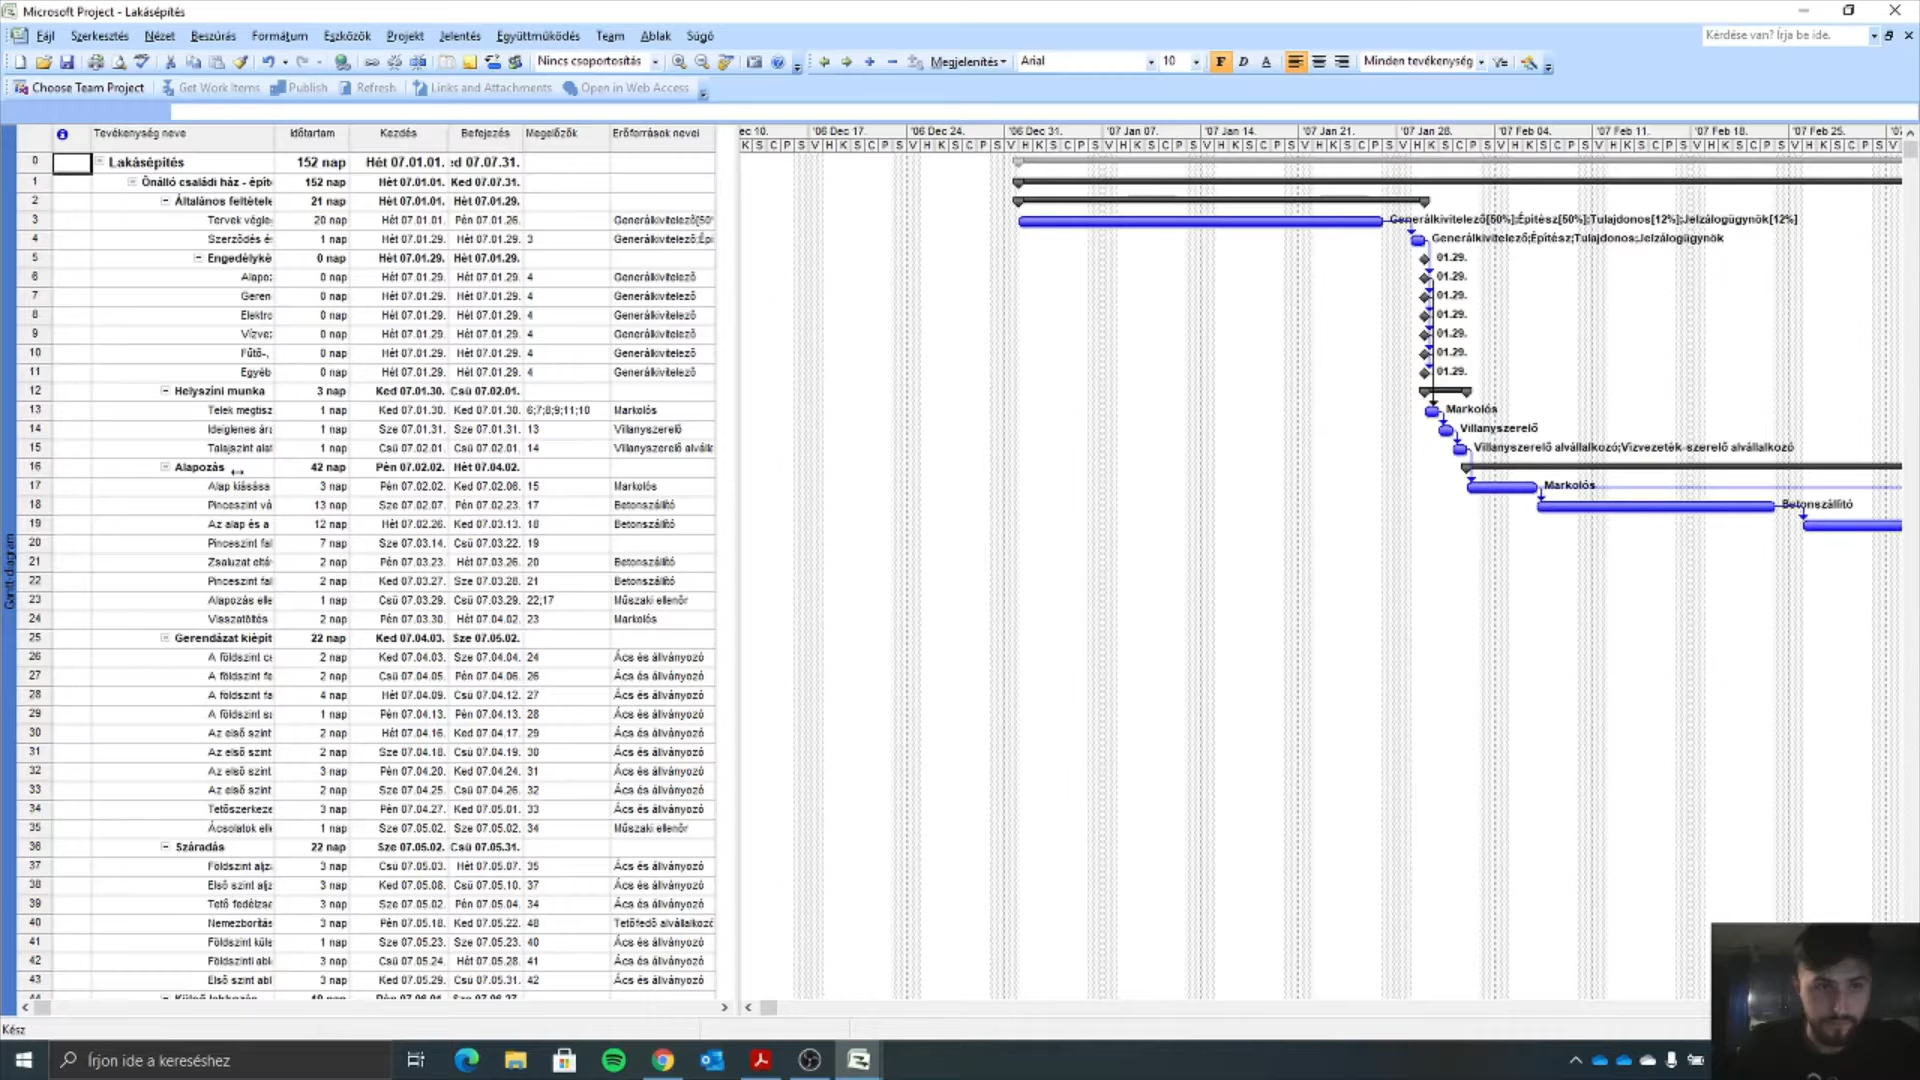 Microsoft Project - Lakásépítés
Fájl Szerkesztés Nézet Beszúrás Formátum Eszközök Projekt Jelentés Együttműködés Team Ablak Súgó Kérdése van? Írja be ide.
Nincs csoportosítás Megjelenítés Arial 10 F D A Minden tevékenység
Choose Team Project Get Work Items Publish Refresh Links and Attachments Open in Web Access
Tevékenység neve Időtartam Kezdés Befejezés Megelőzők Erőforrások nevei
ec 10. '06 Dec 17. '06 Dec 24. '06 Dec 31. '07 Jan 07. '07 Jan 14. '07 Jan 21. '07 Jan 28. '07 Feb 04. '07 Feb 11. '07 Feb 18. '07 Feb 25.
0 Lakásépítés 152 nap Hét 07.01.01. :d 07.07.31.
1 Önálló családi ház - épít 152 nap Hét 07.01.01. Ked 07.07.31.
2 Általános feltétele 21 nap Hét 07.01.01. Hét 07.01.29.
3 Tervek végle 20 nap Hét 07.01.01. Pén 07.01.26. Generálkivitelező[50% Generálkivitelező[50%];Építész[50%];Tulajdonos[12%];Jelzálogügynök[12%]
4 Szerződés é 1 nap Hét 07.01.29. Hét 07.01.29. 3 Generálkivitelező;Épí Generálkivitelező;Építész;Tulajdonos;Jelzálogügynök
5 Engedélyké 0 nap Hét 07.01.29. Hét 07.01.29. 01.29.
6 Alapo 0 nap Hét 07.01.29. Hét 07.01.29. 4 Generálkivitelező 01.29.
7 Geren 0 nap Hét 07.01.29. Hét 07.01.29. 4 Generálkivitelező 01.29.
8 Elektro 0 nap Hét 07.01.29. Hét 07.01.29. 4 Generálkivitelező 01.29.
9 Vízve 0 nap Hét 07.01.29. Hét 07.01.29. 4 Generálkivitelező 01.29.
10 Fűtő-, 0 nap Hét 07.01.29. Hét 07.01.29. 4 Generálkivitelező 01.29.
11 Egyéb 0 nap Hét 07.01.29. Hét 07.01.29. 4 Generálkivitelező 01.29.
12 Helyszíni munka 3 nap Ked 07.01.30. Csü 07.02.01.
13 Telek megtisz 1 nap Ked 07.01.30. Ked 07.01.30. 6;7;8;9;11;10 Markolós Markolós
14 Ideiglenes ára 1 nap Sze 07.01.31. Sze 07.01.31. 13 Villanyszerelő Villanyszerelő
15 Talajszint alat 1 nap Csü 07.02.01. Csü 07.02.01. 14 Villanyszerelő alválk Villanyszerelő alvállalkozó;Vízvezeték-szerelő alvállalkozó
16 Alapozás 42 nap Pén 07.02.02. Hét 07.04.02.
17 Alap kiásása 3 nap Pén 07.02.02. Ked 07.02.06. 15 Markolós Markolós
18 Pinceszint vá 13 nap Sze 07.02.07. Pén 07.02.23. 17 Betonszállító Betonszállító
19 Az alap és a 12 nap Hét 07.02.26. Ked 07.03.13. 18 Betonszállító
20 Pinceszint fal 7 nap Sze 07.03.14. Csü 07.03.22. 19
21 Zsaluzat eltá 2 nap Pén 07.03.23. Hét 07.03.26. 20 Betonszállító
22 Pinceszint fal 2 nap Ked 07.03.27. Sze 07.03.28. 21 Betonszállító
23 Alapozás elle 1 nap Csü 07.03.29. Csü 07.03.29. 22;17 Műszaki ellenőr
24 Visszatöltés 2 nap Pén 07.03.30. Hét 07.04.02. 23 Markolós
25 Gerendázat kiépít 22 nap Ked 07.04.03. Sze 07.05.02.
26 A földszint c 2 nap Ked 07.04.03. Sze 07.04.04. 24 Ács és állványozó
27 A földszint fe 2 nap Csü 07.04.05. Pén 07.04.06. 26 Ács és állványozó
28 A földszint fa 4 nap Hét 07.04.09. Csü 07.04.12. 27 Ács és állványozó
29 A földszint s 1 nap Pén 07.04.13. Pén 07.04.13. 28 Ács és állványozó
30 Az első szint 2 nap Hét 07.04.16. Ked 07.04.17. 29 Ács és állványozó
31 Az első szint 2 nap Sze 07.04.18. Csü 07.04.19. 30 Ács és állványozó
32 Az első szint 3 nap Pén 07.04.20. Ked 07.04.24. 31 Ács és állványozó
33 Az első szint 2 nap Sze 07.04.25. Csü 07.04.26. 32 Ács és állványozó
34 Tetőszerkeze 3 nap Pén 07.04.27. Ked 07.05.01. 33 Ács és állványozó
35 Ácsolatok elle 1 nap Sze 07.05.02. Sze 07.05.02. 34 Műszaki ellenőr
36 Száradás 22 nap Sze 07.05.02. Csü 07.05.31.
37 Földszint aljz 3 nap Csü 07.05.03. Hét 07.05.07. 35 Ács és állványozó
38 Első szint aljz 3 nap Ked 07.05.08. Csü 07.05.10. 37 Ács és állványozó
39 Tető fedélze 3 nap Sze 07.05.02. Pén 07.05.04. 34 Ács és állványozó
40 Nemezborítás 3 nap Pén 07.05.18. Ked 07.05.22. 48 Tetőfedő alvállalkozó
41 Földszint küls 1 nap Sze 07.05.23. Sze 07.05.23. 40 Ács és állványozó
42 Földszinti abl 3 nap Csü 07.05.24. Hét 07.05.28. 41 Ács és állványozó
43 Első szint abl 3 nap Ked 07.05.29. Csü 07.05.31. 42 Ács és állványozó
Gantt-diagram
Kész
Írjon ide a kereséshez